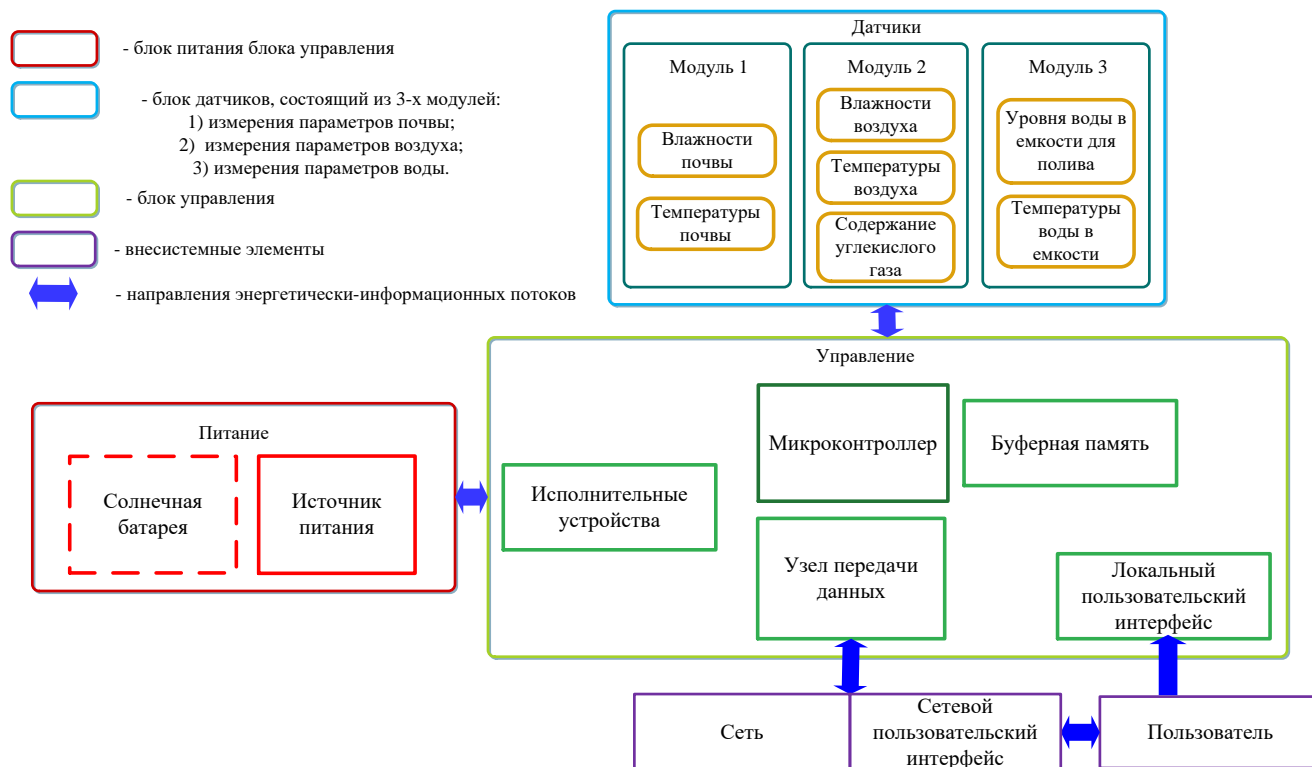 - блок питания блока управления
- блок датчиков, состоящий из 3-х модулей:
1) измерения параметров почвы;
2) измерения параметров воздуха;
3) измерения параметров воды.
- блок управления
- внесистемные элементы
- направления энергетически-информационных потоков
Датчики
Модуль 1
Влажности
почвы
Температуры
почвы
Модуль 2
Влажности
воздуха
Температуры
воздуха
Содержание
углекислого
газа
Модуль 3
Уровня воды в
емкости для
полива
Температуры
воды в
емкости
Питание
Солнечная
батарея
Источник
питания
Управление
Микроконтроллер
Буферная память
Исполнительные
устройства
Узел передачи
данных
Локальный
пользовательский
интерфейс
Сеть
Сетевой
пользовательский
интерфейс
Пользователь